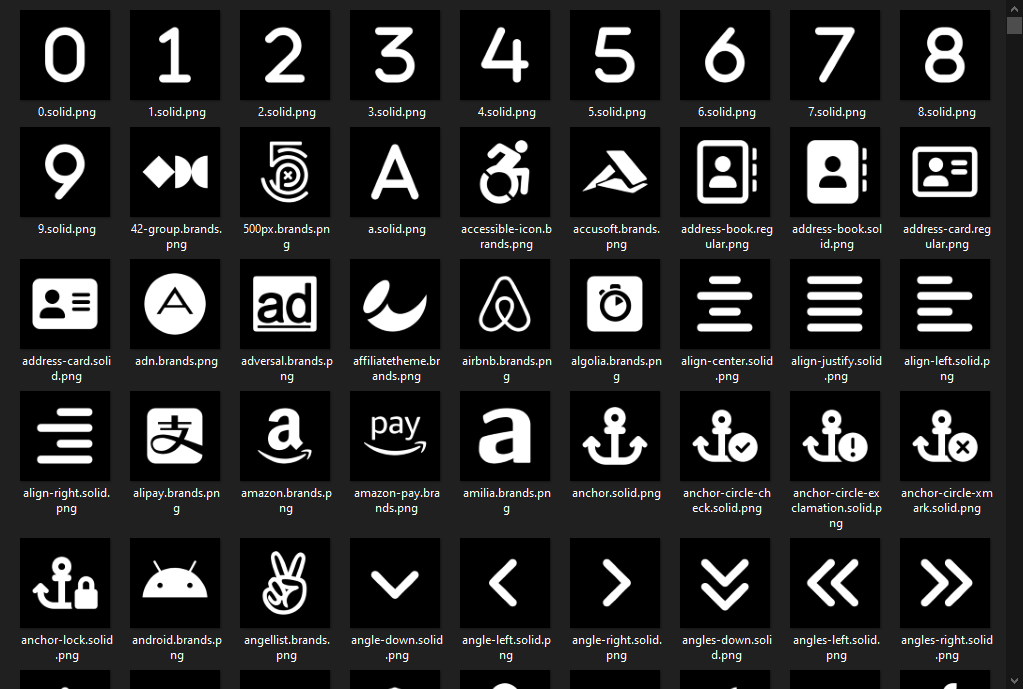 0 1 2 3 4 5 6 7 8
0.solid.png 1.solid.png 2.solid.png 3.solid.png 4.solid.png 5.solid.png 6.solid.png 7.solid.png 8.solid.png
9 5 A
9.solid.png 42-group.brands. 500px.brands.pn a.solid.png accessible-icon.b accusoft.brands. address-book.reg address-book.sol address-card.reg
png g rands.png png ular.png id.png ular.png
A ad
address-card.soli adn.brands.png adversal.brands.p affiliatetheme.br airbnb.brands.pn algolia.brands.pn align-center.solid align-justify.solid align-left.solid.p
d.png ng ands.png g g .png .png ng
支 a pay a
align-right.solid. alipay.brands.pn amazon.brands.p amazon-pay.bra amilia.brands.pn anchor.solid.png anchor-circle-ch anchor-circle-ex anchor-circle-xm
png g ng nds.png g eck.solid.png clamation.solid.p ark.solid.png
ng
anchor-lock.solid android.brands.p angellist.brands. angle-down.solid angle-left.solid.p angle-right.solid. angles-down.soli angles-left.solid. angles-right.solid
.png ng png .png ng png d.png png .png